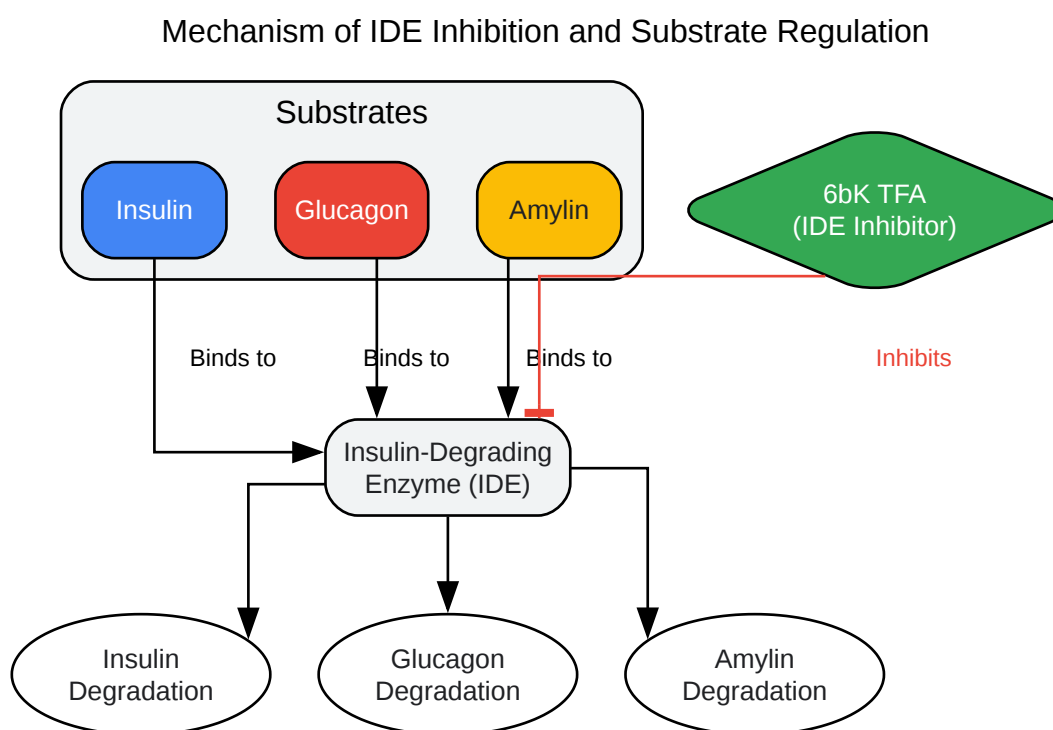 Mechanism of IDE Inhibition and Substrate Regulation
Substrates
Insulin
Glucagon
Amylin
6bK TFA
(IDE Inhibitor)
Binds to
Binds to
Binds to
Inhibits
Insulin-Degrading
Enzyme (IDE)
Insulin
Degradation
Glucagon
Degradation
Amylin
Degradation